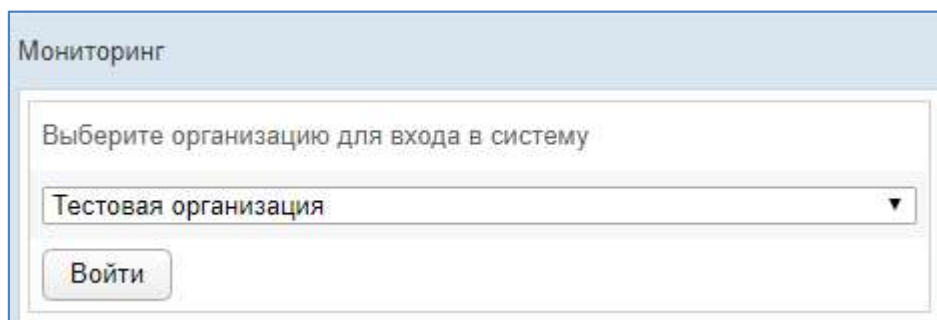 Мониторинг
Выберите организацию для входа в систему
Тестовая организация
Войти